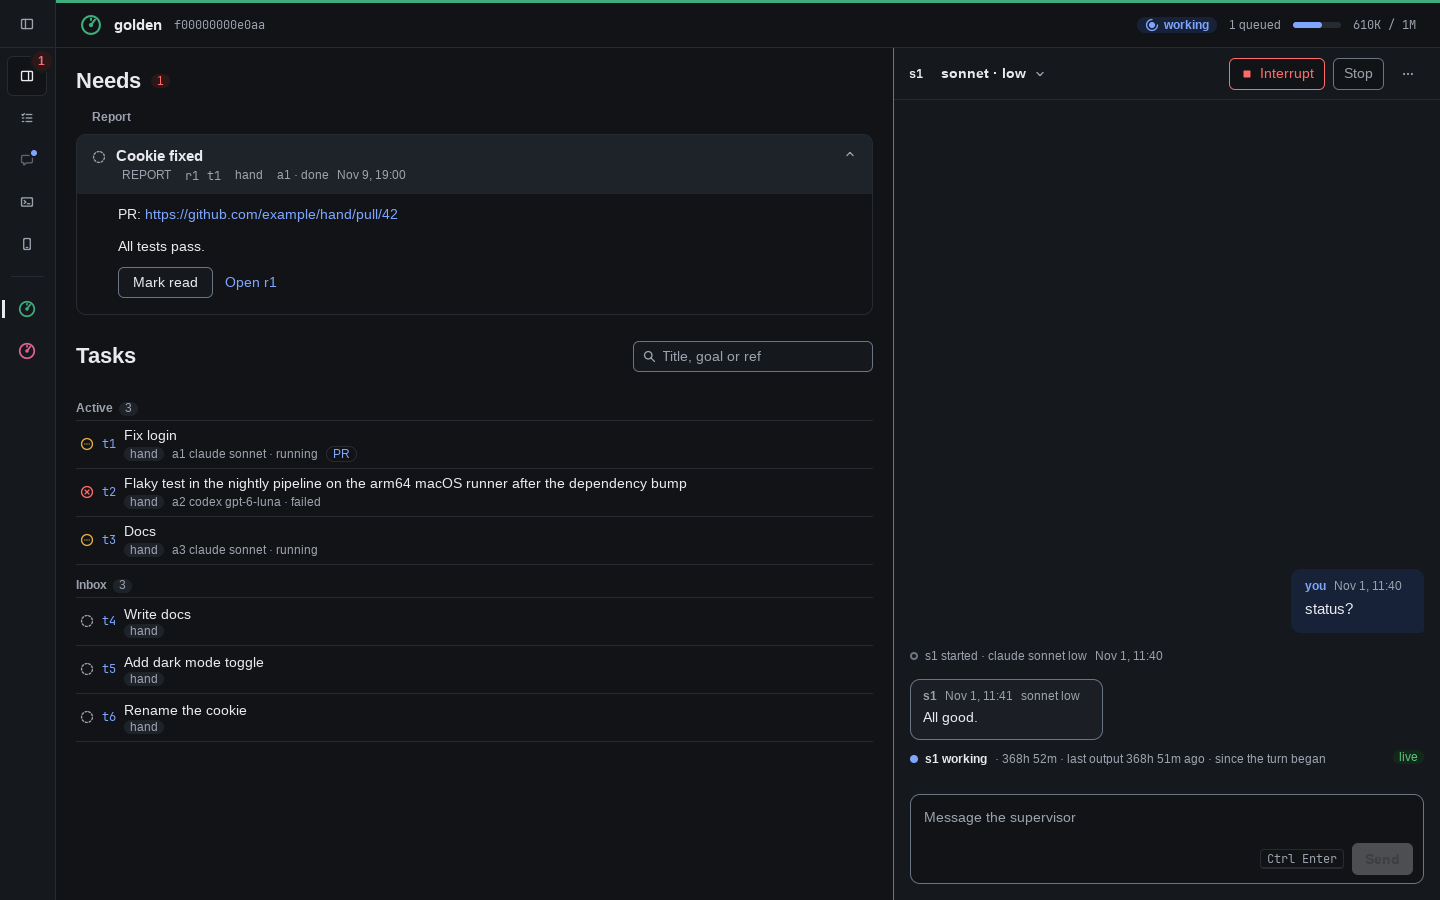 golden f00000000e0aa
working 1 queued 610K / 1M
1
Needs 1
Report
Cookie fixed
REPORT r1 t1 hand a1 · done Nov 9, 19:00
PR: https://github.com/example/hand/pull/42
All tests pass.
Mark read Open r1
Tasks
Title, goal or ref
Active 3
t1 Fix login
hand a1 claude sonnet · running PR
t2 Flaky test in the nightly pipeline on the arm64 macOS runner after the dependency bump
hand a2 codex gpt-6-luna · failed
t3 Docs
hand a3 claude sonnet · running
Inbox 3
t4 Write docs
hand
t5 Add dark mode toggle
hand
t6 Rename the cookie
hand
s1 sonnet · low
Interrupt Stop
you Nov 1, 11:40
status?
s1 started · claude sonnet low Nov 1, 11:40
s1 Nov 1, 11:41 sonnet low
All good.
s1 working · 368h 52m · last output 368h 51m ago · since the turn began
live
Message the supervisor
Ctrl Enter Send